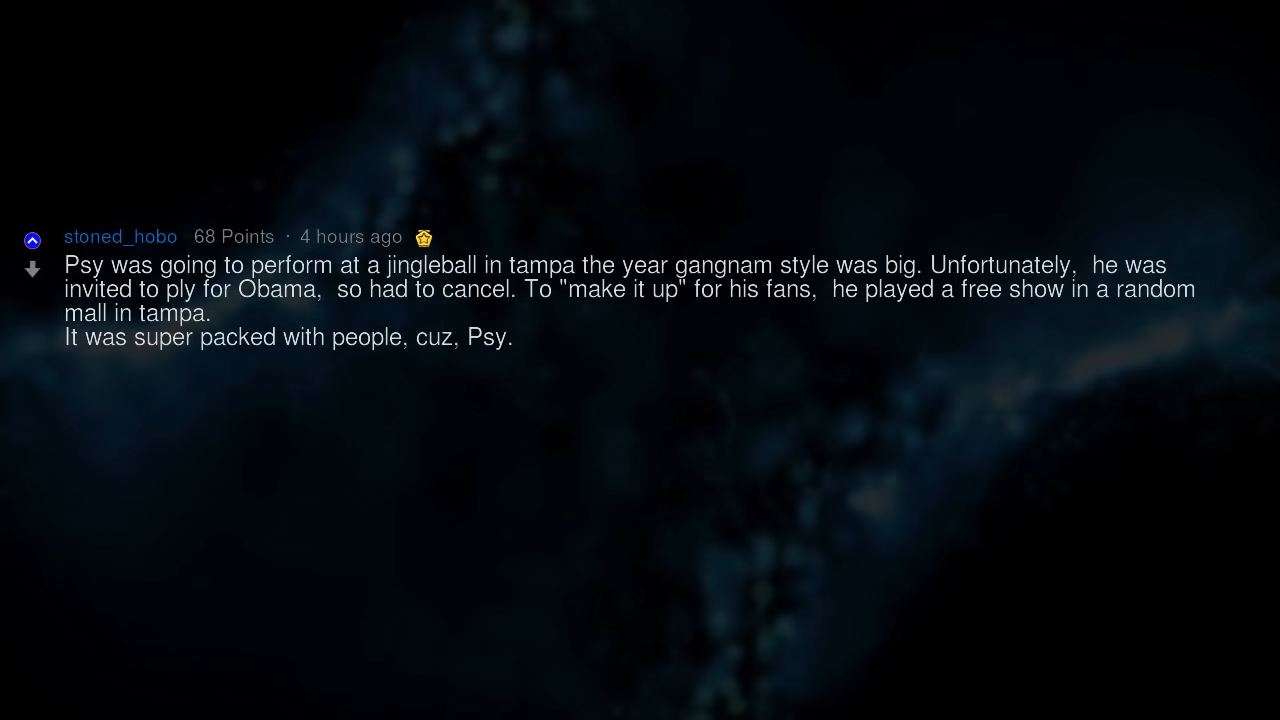 stoned_hobo 68 Points · 4 hours ago
Psy was going to perform at a jingleball in tampa the year gangnam style was big. Unfortunately,  he was
invited to ply for Obama,  so had to cancel. To "make it up" for his fans,  he played a free show in a random
mall in tampa.
It was super packed with people, cuz, Psy.